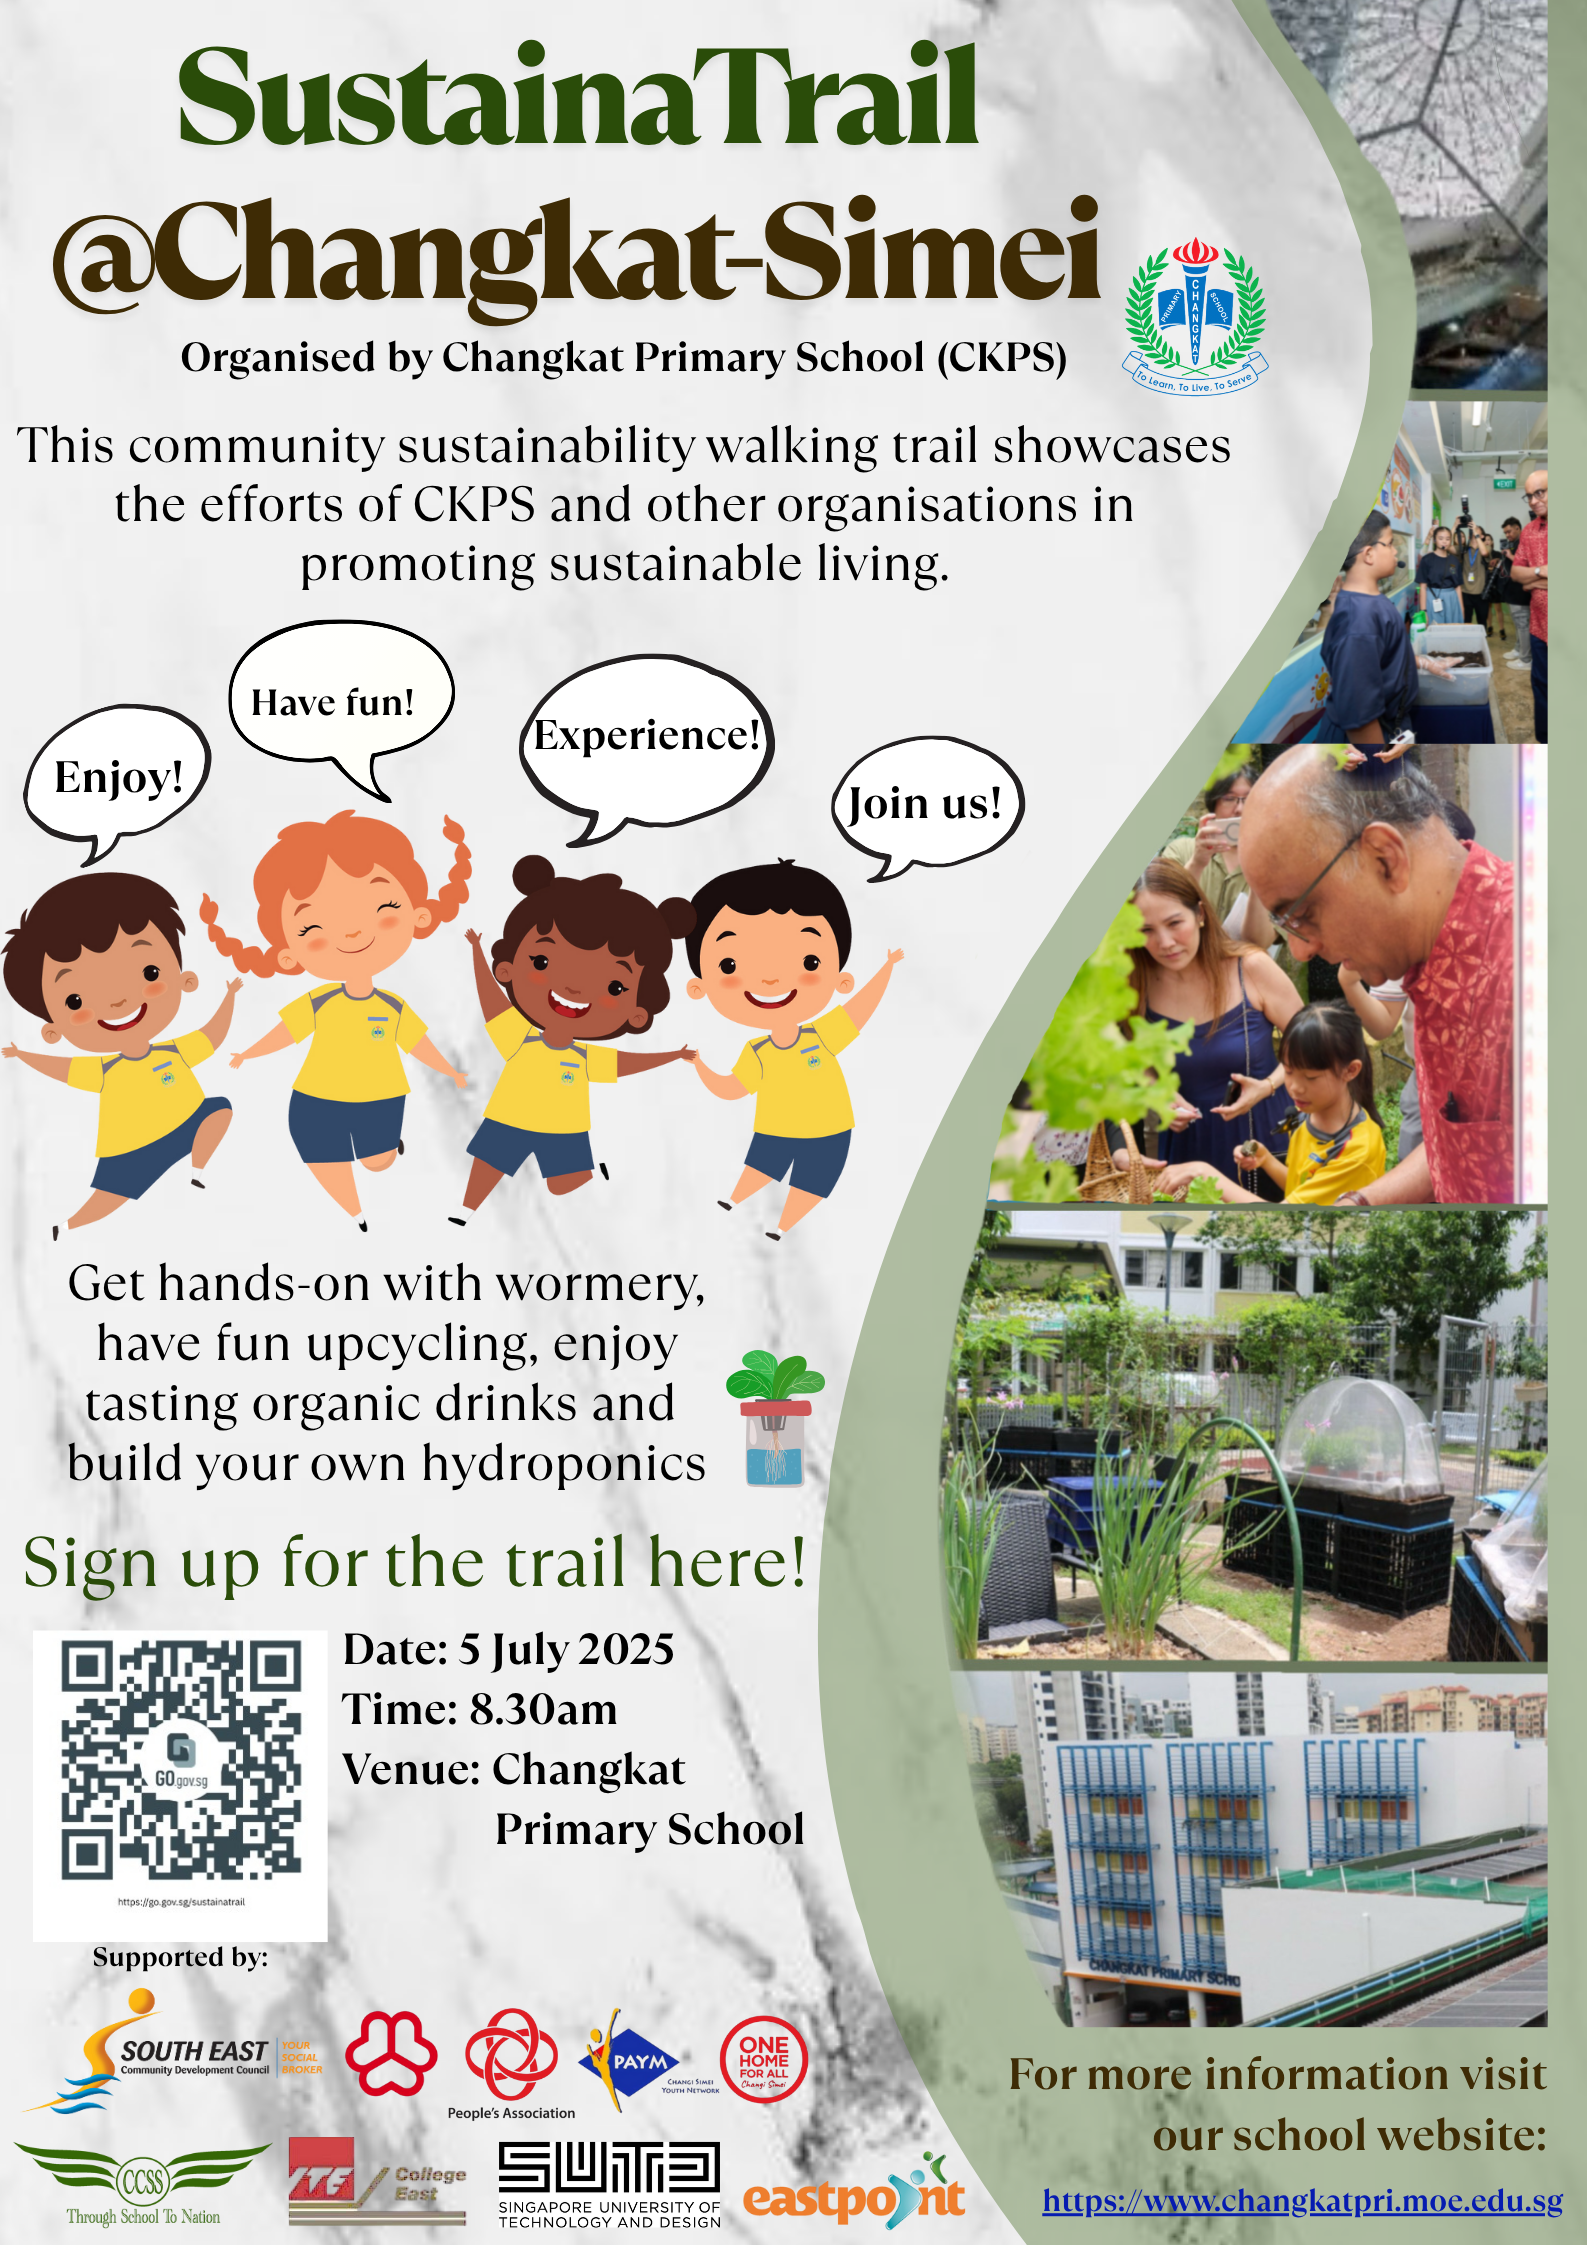 SustainaTrail
@Changkat-Simei
Organised by Changkat Primary School (CKPS)
PRIMARY
CHANGKAT
SCHOOL
To Learn, To Live, To Serve
This community sustainability walking trail showcases
the efforts of CKPS and other organisations in
promoting sustainable living.
Enjoy!
Have fun!
Experience!
Join us!
EXIT
Get hands-on with wormery,
have fun upcycling, enjoy
tasting organic drinks and
build your own hydroponics
Sign up for the trail here!
GO.gov.sg
https://go.gov.sg/sustainatrail
Date: 5 July 2025
Time: 8.30am
Venue: Changkat
Primary School
CHANGKAT PRIMARY SCHO
Supported by:
SOUTH EAST
Community Development Council
YOUR
SOCIAL
BROKER
People's Association
PAYM
CHANGI SIMEI
YOUTH NETWORK
ONE
HOME
FOR ALL
Changi Simei
CCSS
Through School To Nation
ITE
College
East
SUTD
SINGAPORE UNIVERSITY OF
TECHNOLOGY AND DESIGN
eastpoint
For more information visit
our school website:
https://www.changkatpri.moe.edu.sg